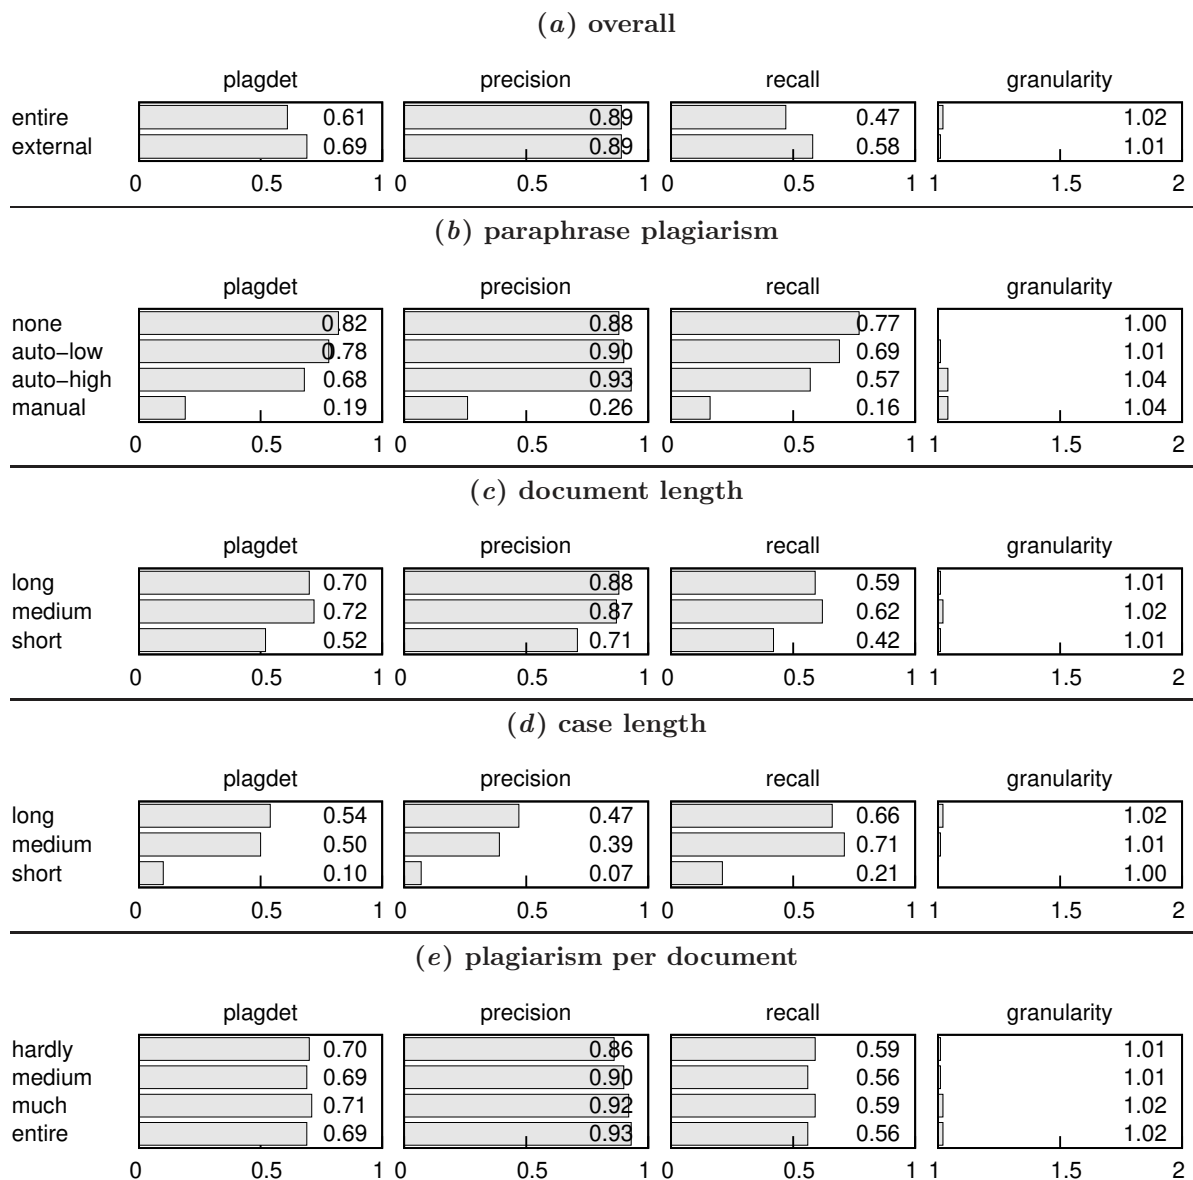 (a) overall
plagdet precision recall granularity
entire 0.61 0.89 0.47 1.02
external 0.69 0.89 0.58 1.01
0 0.5 1 0 0.5 1 0 0.5 1 1 1.5 2
(b) paraphrase plagiarism
plagdet precision recall granularity
none 0.82 0.88 0.77 1.00
auto−low 0.78 0.90 0.69 1.01
auto−high 0.68 0.93 0.57 1.04
manual 0.19 0.26 0.16 1.04
0 0.5 1 0 0.5 1 0 0.5 1 1 1.5 2
(c) document length
plagdet precision recall granularity
long 0.70 0.88 0.59 1.01
medium 0.72 0.87 0.62 1.02
short 0.52 0.71 0.42 1.01
0 0.5 1 0 0.5 1 0 0.5 1 1 1.5 2
(d) case length
plagdet precision recall granularity
long 0.54 0.47 0.66 1.02
medium 0.50 0.39 0.71 1.01
short 0.10 0.07 0.21 1.00
0 0.5 1 0 0.5 1 0 0.5 1 1 1.5 2
(e) plagiarism per document
plagdet precision recall granularity
hardly 0.70 0.86 0.59 1.01
medium 0.69 0.90 0.56 1.01
much 0.71 0.92 0.59 1.02
entire 0.69 0.93 0.56 1.02
0 0.5 1 0 0.5 1 0 0.5 1 1 1.5 2